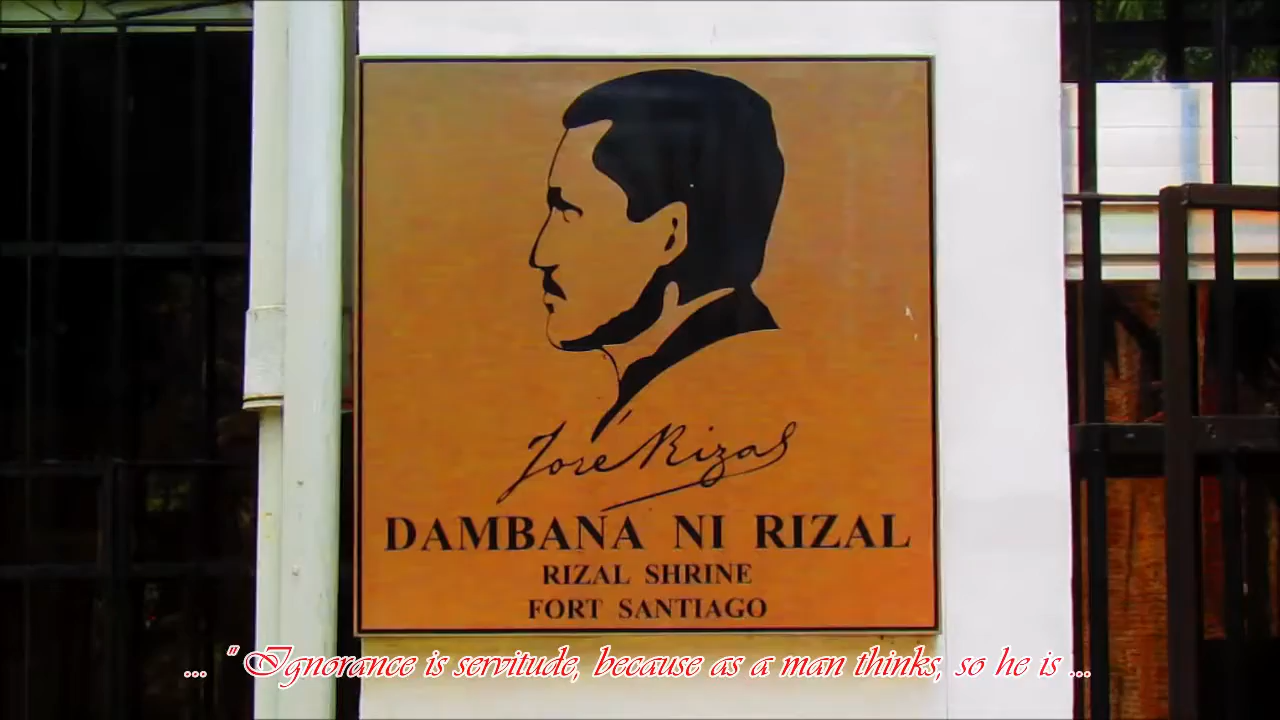 José Rizal
DAMBANA NI RIZAL
RIZAL SHRINE
FORT SANTIAGO
... " Ignorance is servitude, because as a man thinks, so he is ...